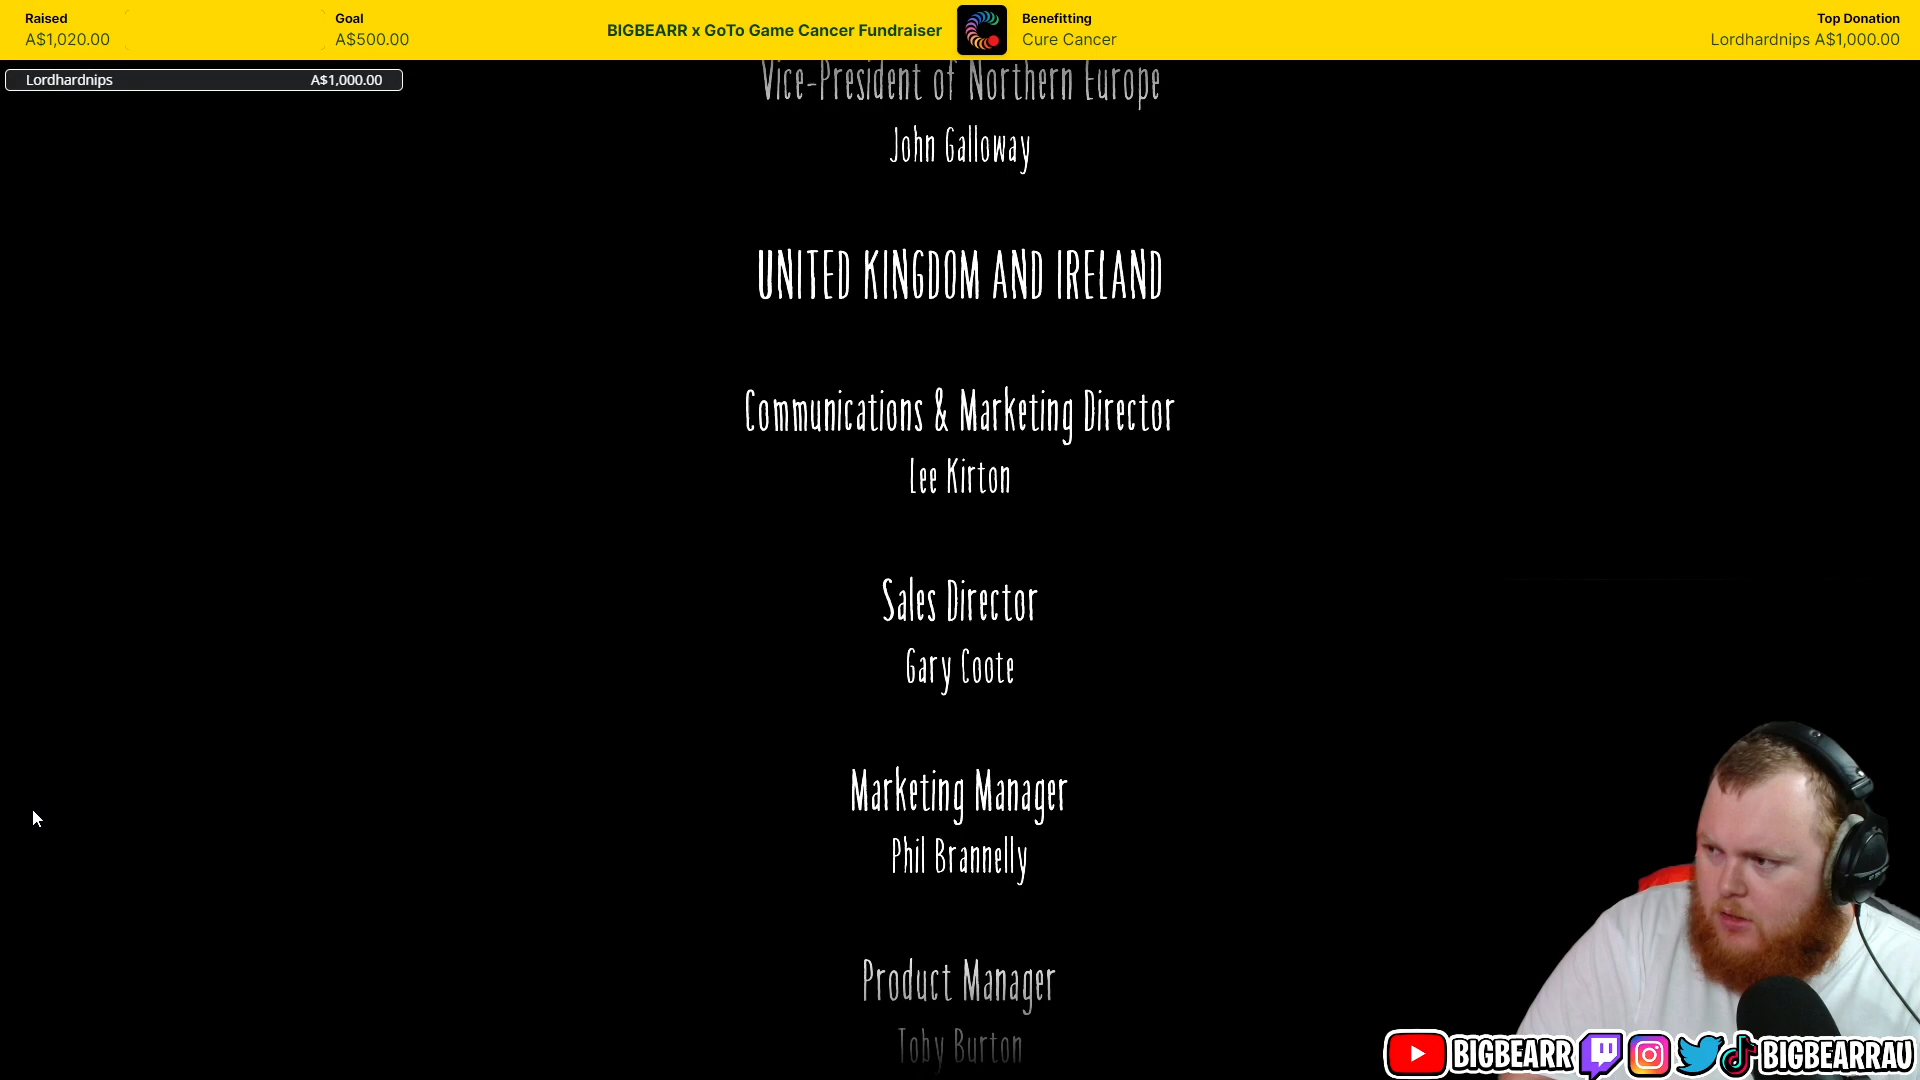 Raised
A$1,020.00
Goal
A$500.00
BIGBEARR x GoTo Game Cancer Fundraiser
Benefitting
Cure Cancer
Top Donation
Lordhardnips A$1,000.00
Lordhardnips A$1,000.00
Vice-President of Northern Europe
John Galloway
UNITED KINGDOM AND IRELAND
Communications & Marketing Director
Lee Kirton
Sales Director
Gary Coote
Marketing Manager
Phil Brannelly
Product Manager
Toby Burton
BIGBEARR
BIGBEARRAU